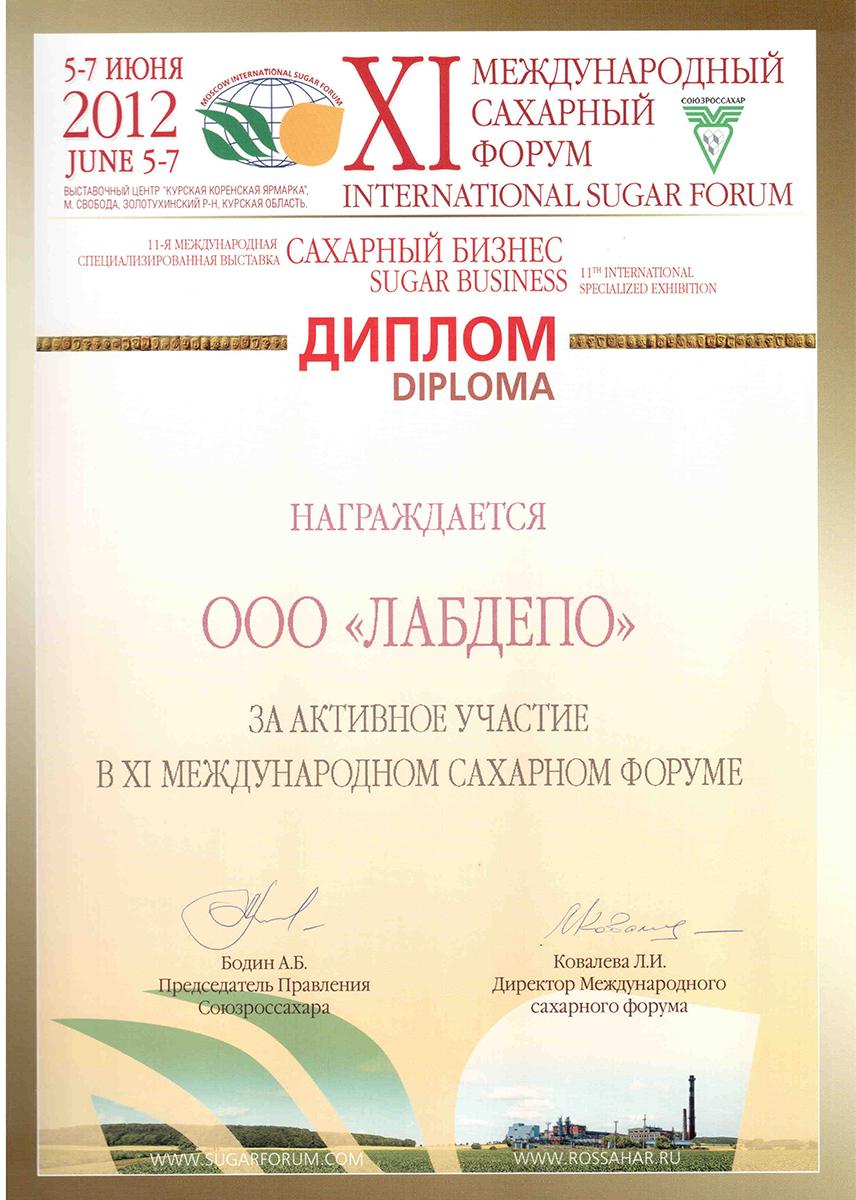 5-7 ИЮНЯ
2012
JUNE 5-7
ВЫСТАВОЧНЫЙ ЦЕНТР "КУРСКАЯ КОРЕНСКАЯ ЯРМАРКА",
М. СВОБОДА, ЗОЛОТУХИНСКИЙ Р-Н, КУРСКАЯ ОБЛАСТЬ.
MOSCOW INTERNATIONAL SUGAR FORUM
XI МЕЖДУНАРОДНЫЙ
САХАРНЫЙ
ФОРУМ
СОЮЗРОССАХАР
INTERNATIONAL SUGAR FORUM
11-Я МЕЖДУНАРОДНАЯ
СПЕЦИАЛИЗИРОВАННАЯ ВЫСТАВКА
САХАРНЫЙ БИЗНЕС
SUGAR BUSINESS
11TH INTERNATIONAL
SPECIALIZED EXHIBITION
ДИПЛОМ
DIPLOMA
НАГРАЖДАЕТСЯ
ООО «ЛАБДЕПО»
ЗА АКТИВНОЕ УЧАСТИЕ
В XI МЕЖДУНАРОДНОМ САХАРНОМ ФОРУМЕ
Бодин А.Б.
Председатель Правления
Союзроссахара
Ковалева Л.И.
Директор Международного
сахарного форума
WWW.SUGARFORUM.COM
WWW.ROSSAHAR.RU